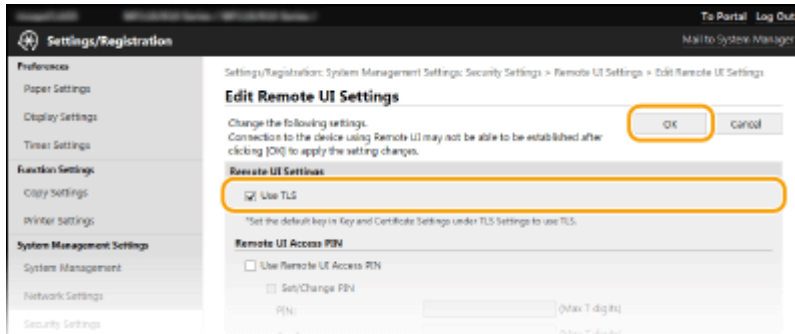 To Portal Log Out
Settings/Registration
Mail to System Manager
Preferences
Paper Settings
Display Settings
Timer Settings
Function Settings
Copy Settings
Printer Settings
System Management Settings
System Management
Network Settings
Security Settings
Settings/Registration: System Management Settings: Security Settings > Remote UI Settings > Edit Remote UI Settings
Edit Remote UI Settings
Change the following settings.
Connection to the device using Remote UI may not be able to be established after
clicking [OK] to apply the setting changes.
OK Cancel
Remote UI Settings
Use TLS
*Set the default key in Key and Certificate Settings under TLS Settings to use TLS.
Remote UI Access PIN
Use Remote UI Access PIN
Set/Change PIN
PIN: (Max 7 digits)
(Max 7 digits)